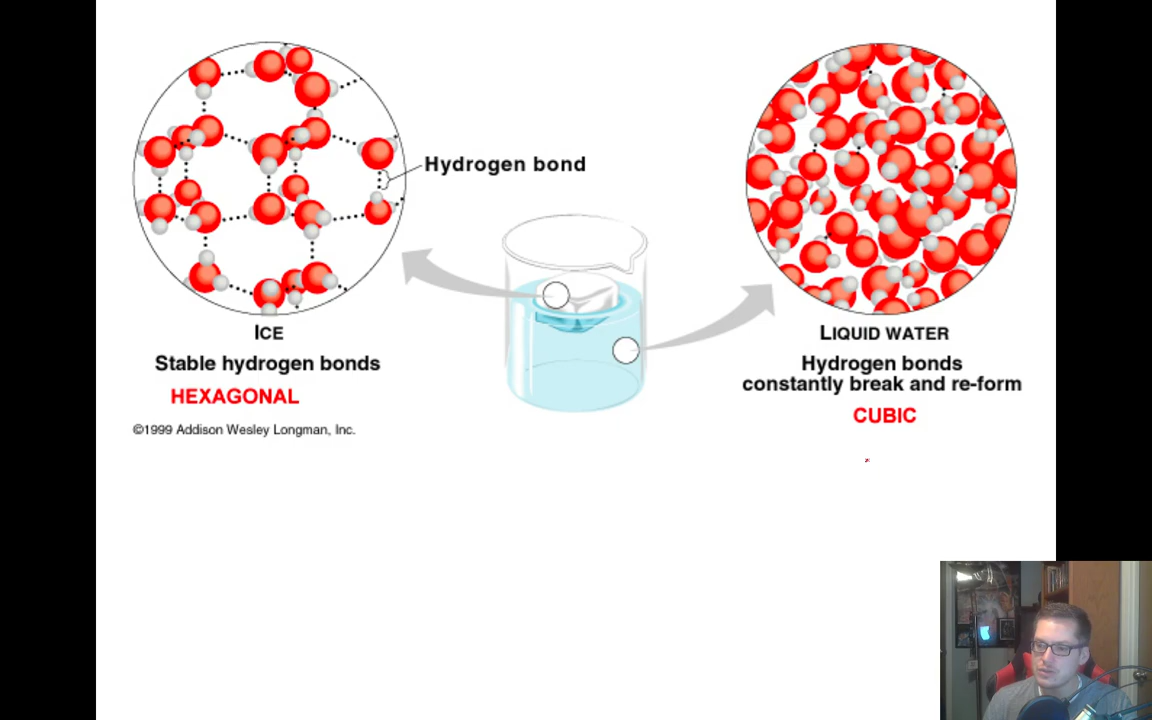 Hydrogen bond
ICE
Stable hydrogen bonds
HEXAGONAL
©1999 Addison Wesley Longman, Inc.
LIQUID WATER
Hydrogen bonds
constantly break and re-form
CUBIC